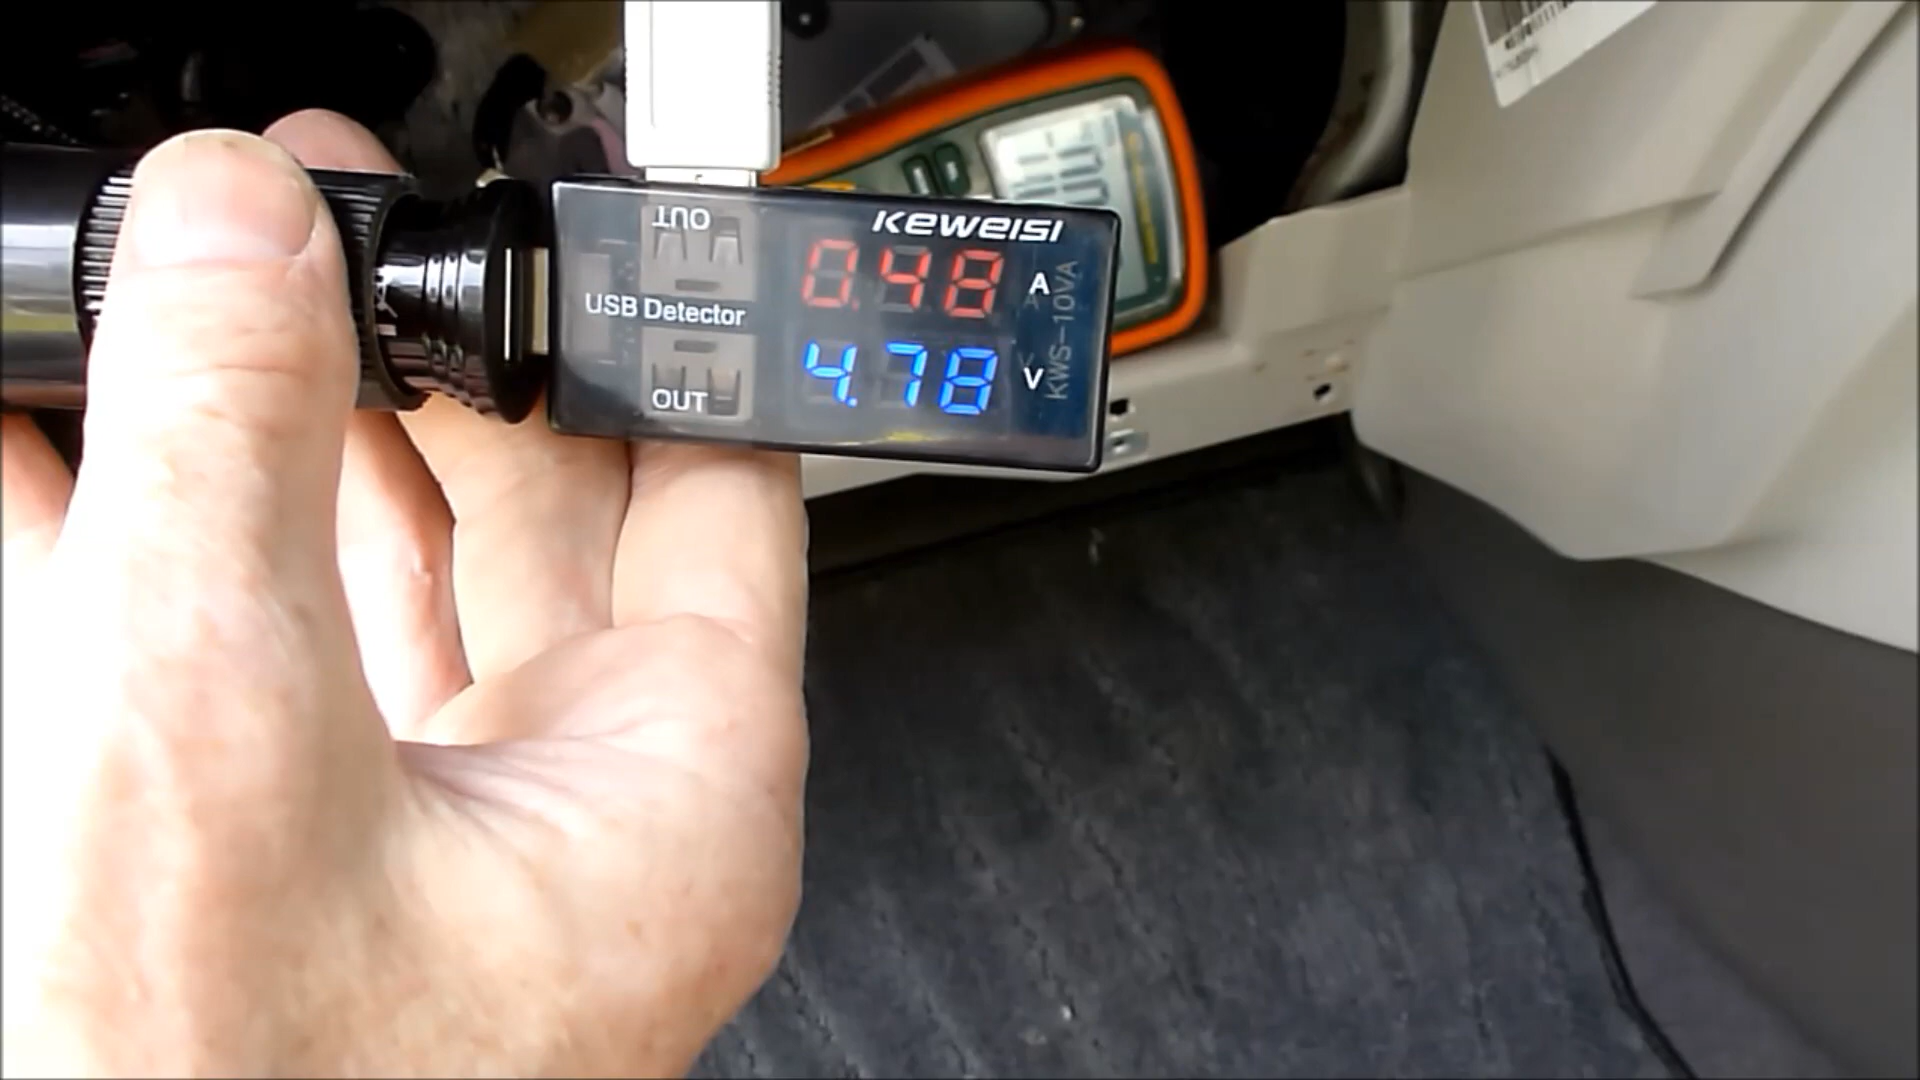 OUT
KEWEISI
0.48 A
USB Detector
4.78 V
OUT
KWS-10VA